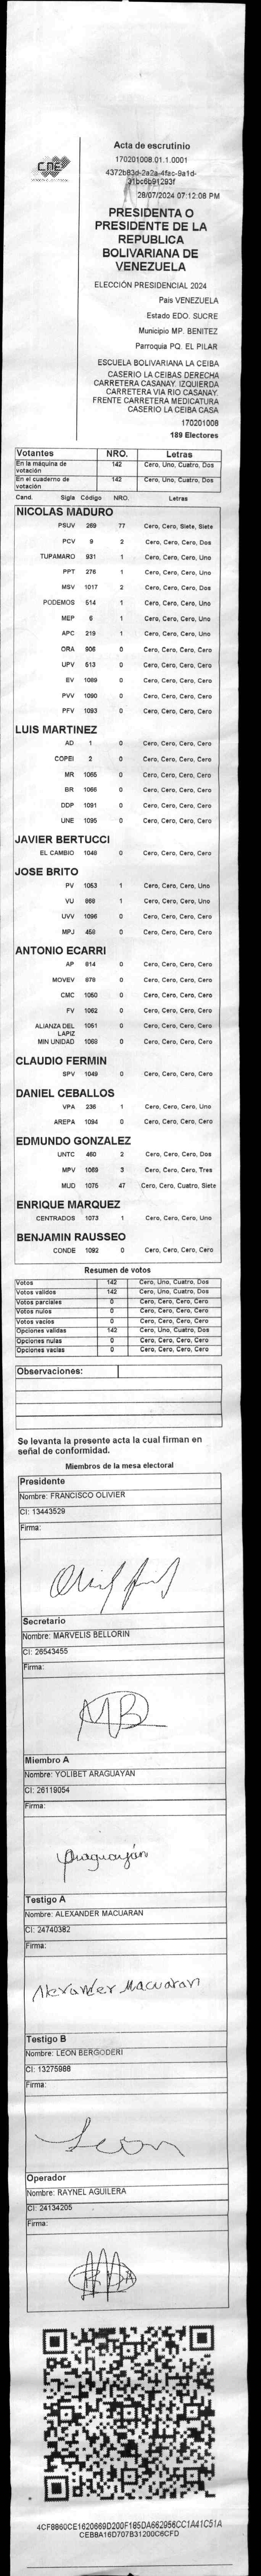 CNE
Acta de escrutinio
170201008.01.1.0001
4372b83d-2a2a-4fac-9a1d-
31bc6b91293f
28/07/2024 07:12:08 PM
PRESIDENTA O
PRESIDENTE DE LA
REPUBLICA
BOLIVARIANA DE
VENEZUELA
ELECCIÓN PRESIDENCIAL 2024
País VENEZUELA
Estado EDO. SUCRE
Municipio MP. BENITEZ
Parroquia PQ. EL PILAR
ESCUELA BOLIVARIANA LA CEIBA
CASERIO LA CEIBAS DERECHA
CARRETERA CASANAY. IZQUIERDA
CARRETERA VIA RIO CASANAY.
FRENTE CARRETERA MEDICATURA
CASERIO LA CEIBA CASA
170201008
189 Electores
Votantes NRO. Letras
En la máquina de votación 142 Cero, Uno, Cuatro, Dos
En el cuaderno de votación 142 Cero, Uno, Cuatro, Dos
Cand. Sigla Código NRO. Letras
NICOLAS MADURO
PSUV 269 77 Cero, Cero, Siete, Siete
PCV 9 2 Cero, Cero, Cero, Dos
TUPAMARO 931 1 Cero, Cero, Cero, Uno
PPT 276 1 Cero, Cero, Cero, Uno
MSV 1017 2 Cero, Cero, Cero, Dos
PODEMOS 514 1 Cero, Cero, Cero, Uno
MEP 6 1 Cero, Cero, Cero, Uno
APC 219 1 Cero, Cero, Cero, Uno
ORA 906 0 Cero, Cero, Cero, Cero
UPV 513 0 Cero, Cero, Cero, Cero
EV 1089 0 Cero, Cero, Cero, Cero
PVV 1090 0 Cero, Cero, Cero, Cero
PFV 1093 0 Cero, Cero, Cero, Cero
LUIS MARTINEZ
AD 1 0 Cero, Cero, Cero, Cero
COPEI 2 0 Cero, Cero, Cero, Cero
MR 1065 0 Cero, Cero, Cero, Cero
BR 1066 0 Cero, Cero, Cero, Cero
DDP 1091 0 Cero, Cero, Cero, Cero
UNE 1095 0 Cero, Cero, Cero, Cero
JAVIER BERTUCCI
EL CAMBIO 1048 0 Cero, Cero, Cero, Cero
JOSE BRITO
PV 1053 1 Cero, Cero, Cero, Uno
VU 868 1 Cero, Cero, Cero, Uno
UVV 1096 0 Cero, Cero, Cero, Cero
MPJ 458 0 Cero, Cero, Cero, Cero
ANTONIO ECARRI
AP 814 0 Cero, Cero, Cero, Cero
MOVEV 878 0 Cero, Cero, Cero, Cero
CMC 1050 0 Cero, Cero, Cero, Cero
FV 1062 0 Cero, Cero, Cero, Cero
ALIANZA DEL LAPIZ 1051 0 Cero, Cero, Cero, Cero
MIN UNIDAD 1068 0 Cero, Cero, Cero, Cero
CLAUDIO FERMIN
SPV 1049 0 Cero, Cero, Cero, Cero
DANIEL CEBALLOS
VPA 236 1 Cero, Cero, Cero, Uno
AREPA 1094 0 Cero, Cero, Cero, Cero
EDMUNDO GONZALEZ
UNTC 460 2 Cero, Cero, Cero, Dos
MPV 1069 3 Cero, Cero, Cero, Tres
MUD 1075 47 Cero, Cero, Cuatro, Siete
ENRIQUE MARQUEZ
CENTRADOS 1073 1 Cero, Cero, Cero, Uno
BENJAMIN RAUSSEO
CONDE 1092 0 Cero, Cero, Cero, Cero
Resumen de votos
Votos 142 Cero, Uno, Cuatro, Dos
Votos validos 142 Cero, Uno, Cuatro, Dos
Votos parciales 0 Cero, Cero, Cero, Cero
Votos nulos 0 Cero, Cero, Cero, Cero
Votos vacios 0 Cero, Cero, Cero, Cero
Opciones validas 142 Cero, Uno, Cuatro, Dos
Opciones nulas 0 Cero, Cero, Cero, Cero
Opciones vacias 0 Cero, Cero, Cero, Cero
Observaciones:
Se levanta la presente acta la cual firman en
señal de conformidad.
Miembros de la mesa electoral
Presidente
Nombre: FRANCISCO OLIVIER
CI: 13443529
Firma:
Secretario
Nombre: MARVELIS BELLORIN
CI: 26543455
Firma:
MB
Miembro A
Nombre: YOLIBET ARAGUAYAN
CI: 26119054
Firma:
Araguayán
Testigo A
Nombre: ALEXANDER MACUARAN
CI: 24740382
Firma:
Alexander Macuaran
Testigo B
Nombre: LEON BERGODERI
CI: 13275988
Firma:
Leon
Operador
Nombre: RAYNEL AGUILERA
CI: 24134205
Firma:
4CF8860CE1620669D200F185DA662956CC1A41C51A
CEB8A16D707B31200C6CFD